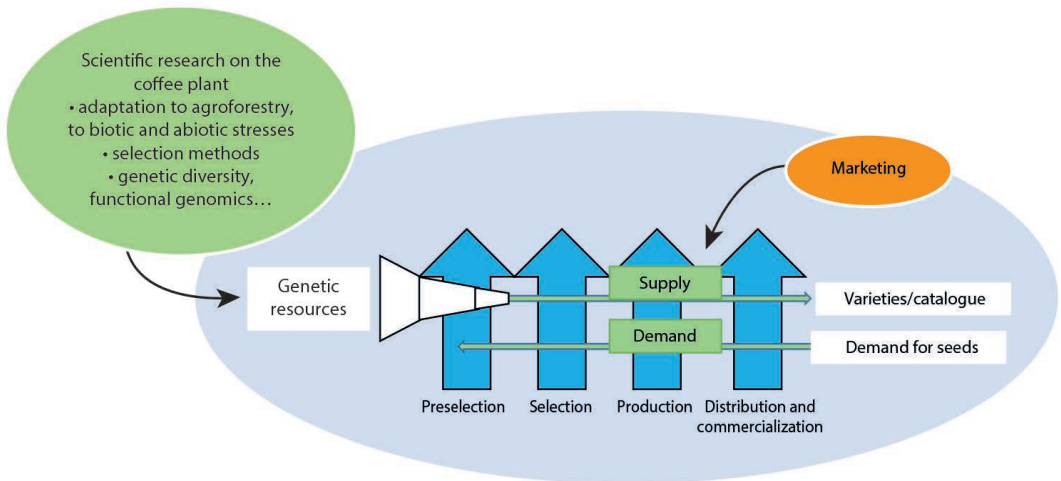 Scientific research on the
coffee plant
• adaptation to agroforestry,
to biotic and abiotic stresses
• selection methods
• genetic diversity,
functional genomics…
Marketing
Genetic
resources
Supply
Varieties/catalogue
Demand
Demand for seeds
Preselection
Selection
Production
Distribution and
commercialization